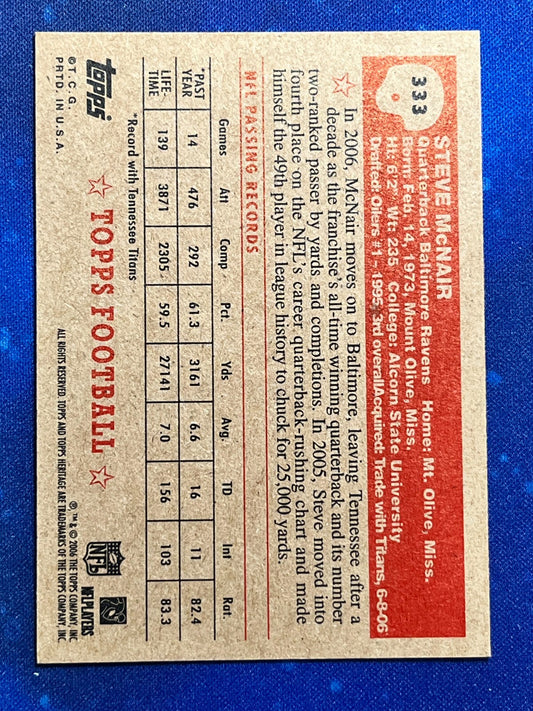 333
STEVE McNAIR
Quarterback Baltimore Ravens Home: Mt. Olive, Miss.
Born: Feb. 14, 1973, Mount Olive, Miss.
Ht: 6'2" Wt: 235 College: Alcorn State University
Drafted: Oilers #1 - 1995, 3rd overall Acquired: Trade with Titans, 6-8-06
In 2006, McNair moves on to Baltimore, leaving Tennessee after a
decade as the franchise's all-time winning quarterback and its number
two-ranked passer by yards and completions. In 2005, Steve moved into
fourth place on the NFL's career quarterback-rushing chart and made
himself the 49th player in league history to chuck for 25,000 yards.
NFL PASSING RECORDS
Games Att Comp Pct. Yds Avg. TD Int Rat.
*PAST YEAR 14 476 292 61.3 3161 6.6 16 11 82.4
LIFE-TIME 139 3871 2305 59.5 27141 7.0 156 103 83.3
*Record with Tennessee Titans
topps
© T.C.G.
PRTD. IN U.S.A.
TOPPS FOOTBALL
NFL
NFL PLAYERS
®, ™ & © 2006 THE TOPPS COMPANY, INC.
ALL RIGHTS RESERVED. TOPPS AND TOPPS HERITAGE ARE TRADEMARKS OF THE TOPPS COMPANY, INC.